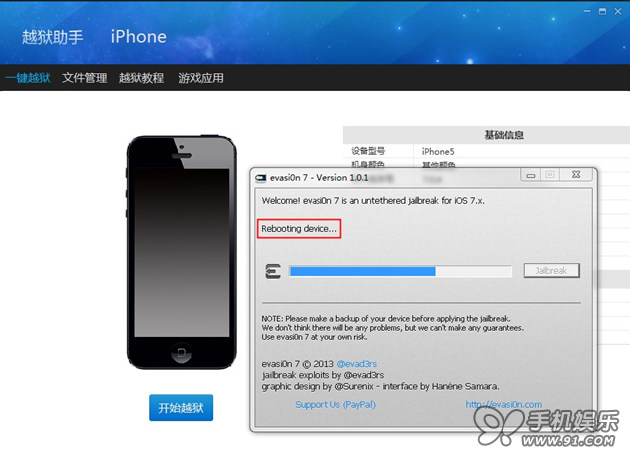 越狱助手 iPhone
一键越狱 文件管理 越狱教程 游戏应用
基础信息
设备型号 iPhone5
机身颜色 其他颜色
evasi0n 7 - Version 1.0.1
Welcome! evasi0n 7 is an untethered jailbreak for iOS 7.x.
Rebooting device...
Jailbreak
NOTE: Please make a backup of your device before applying the jailbreak.
We don't think there will be any problems, but we can't make any guarantees.
Use evasi0n 7 at your own risk.
evasi0n 7 © 2013 @evad3rs
jailbreak exploits by @evad3rs
graphic design by @Surenix - interface by Hanéne Samara.
Support Us (PayPal) http://evasi0n.com
开始越狱
手机娱乐
www.91.com